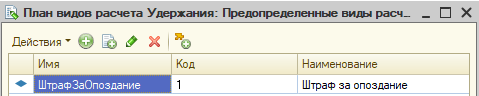 План видов расчета Удержания: Предопределенные виды расч...
Действия
Имя Код Наименование
ШтрафЗаОпоздание 1 Штраф за опоздание